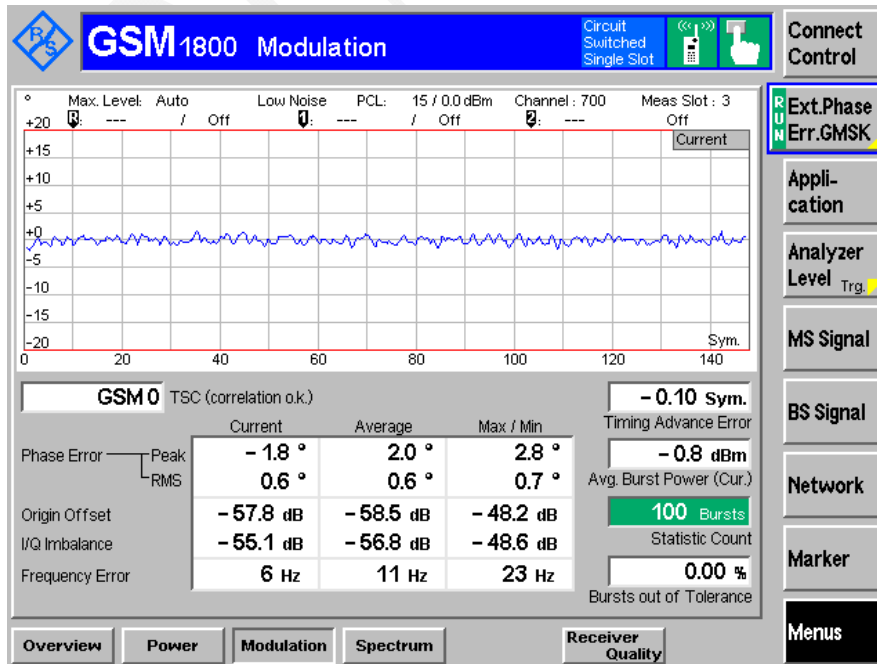 R&S
GSM 1800 Modulation
Circuit Switched Single Slot
Connect Control
° Max. Level: Auto Low Noise PCL: 15 / 0.0 dBm Channel : 700 Meas Slot : 3
1: --- / Off 1: --- / Off 2: --- Off
RUN
Ext.Phase Err.GMSK
Current
+20
+15
+10
+5
+0
-5
-10
-15
-20
Sym.
0 20 40 60 80 100 120 140
Appli-cation
Analyzer Level Trg.
MS Signal
BS Signal
Network
Marker
Menus
GSM 0 TSC (correlation o.k.)
Current Average Max / Min
Phase Error Peak – 1.8 ° 2.0 ° 2.8 °
RMS 0.6 ° 0.6 ° 0.7 °
Origin Offset – 57.8 dB – 58.5 dB – 48.2 dB
I/Q Imbalance – 55.1 dB – 56.8 dB – 48.6 dB
Frequency Error 6 Hz 11 Hz 23 Hz
– 0.10 Sym.
Timing Advance Error
– 0.8 dBm
Avg. Burst Power (Cur.)
100 Bursts
Statistic Count
0.00 %
Bursts out of Tolerance
Overview Power Modulation Spectrum Receiver Quality